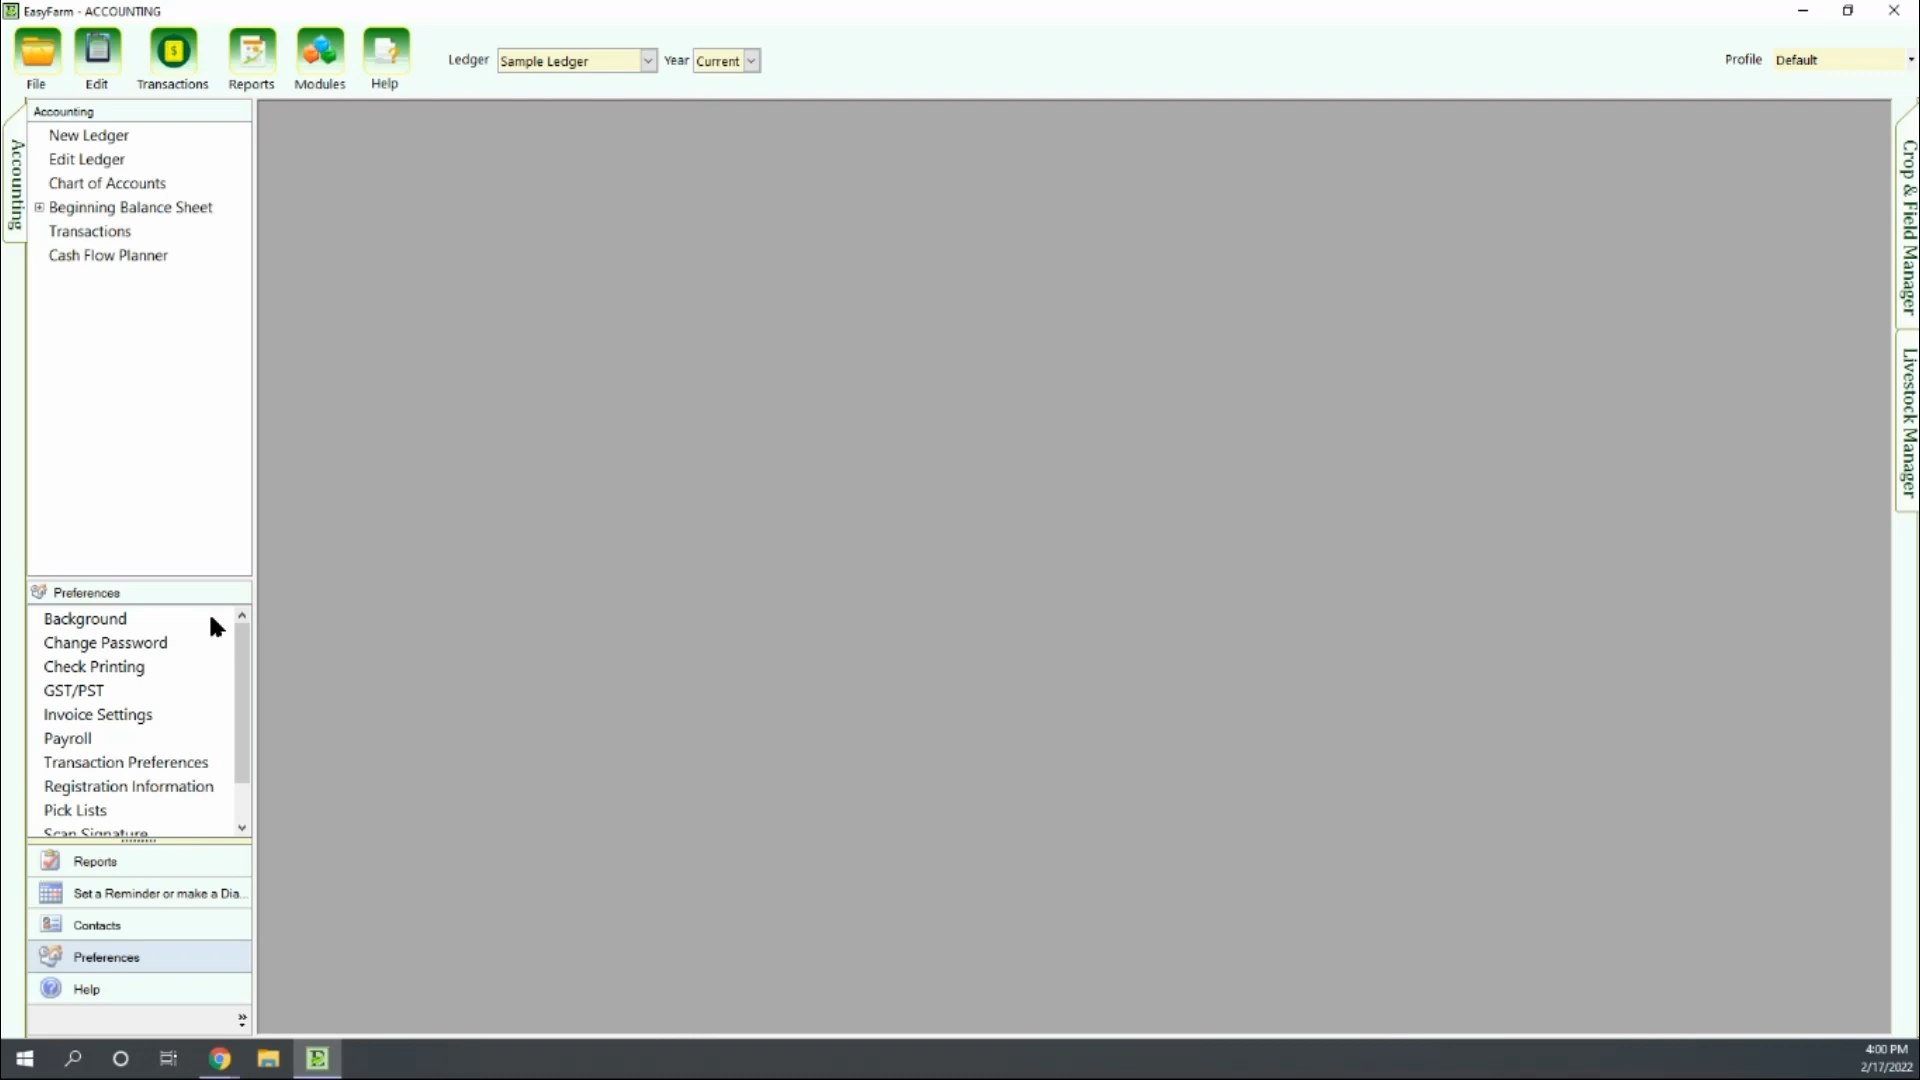 EasyFarm - ACCOUNTING
File
Edit
Transactions
Reports
Modules
Help
Ledger
Sample Ledger
Year
Current
Profile
Default
Accounting
Accounting
New Ledger
Edit Ledger
Chart of Accounts
Beginning Balance Sheet
Transactions
Cash Flow Planner
Preferences
Background
Change Password
Check Printing
GST/PST
Invoice Settings
Payroll
Transaction Preferences
Registration Information
Pick Lists
Scan Signature
Reports
Set a Reminder or make a Dia...
Contacts
Preferences
Help
Crop & Field Manager
Livestock Manager
4:00 PM
2/17/2022